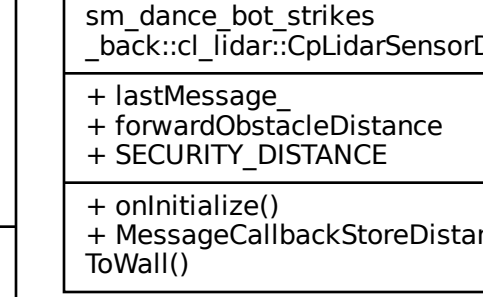 sm_dance_bot_strikes
_back::cl_lidar::CpLidarSensorD
+ lastMessage_
+ forwardObstacleDistance
+ SECURITY_DISTANCE
+ onInitialize()
+ MessageCallbackStoreDistan
ToWall()